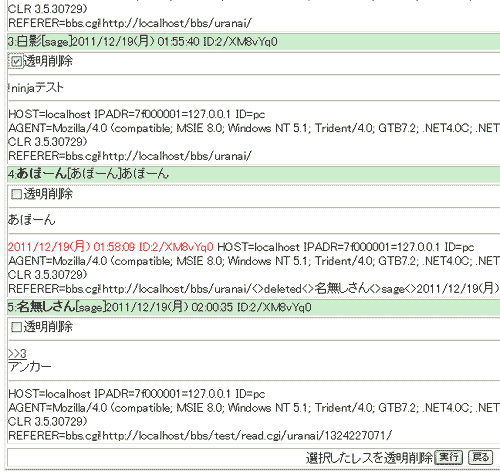 CLR 3.5.30729)
REFERER=bbs.cgi!http://localhost/bbs/uranai/
3:白影[sage]2011/12/19(月) 01:55:40 ID:2/XM8vYq0
透明削除
!ninjaテスト
HOST=localhost IPADR=7f000001=127.0.0.1 ID=pc
AGENT=Mozilla/4.0 (compatible; MSIE 8.0; Windows NT 5.1; Trident/4.0; GTB7.2; .NET4.0C; .NET
CLR 3.5.30729)
REFERER=bbs.cgi!http://localhost/bbs/uranai/
4:あぼーん[あぼーん]あぼーん
透明削除
あぼーん
2011/12/19(月) 01:58:09 ID:2/XM8vYq0 HOST=localhost IPADR=7f000001=127.0.0.1 ID=pc
AGENT=Mozilla/4.0 (compatible; MSIE 8.0; Windows NT 5.1; Trident/4.0; GTB7.2; .NET4.0C; .NET
CLR 3.5.30729)
REFERER=bbs.cgi!http://localhost/bbs/uranai/<>deleted<>名無しさん<>sage<>2011/12/19(月)
5:名無しさん[sage]2011/12/19(月) 02:00:35 ID:2/XM8vYq0
透明削除
>>3
アンカー
HOST=localhost IPADR=7f000001=127.0.0.1 ID=pc
AGENT=Mozilla/4.0 (compatible; MSIE 8.0; Windows NT 5.1; Trident/4.0; GTB7.2; .NET4.0C; .NET
CLR 3.5.30729)
REFERER=bbs.cgi!http://localhost/bbs/test/read.cgi/uranai/1324227071/
選択したレスを透明削除 実行 戻る